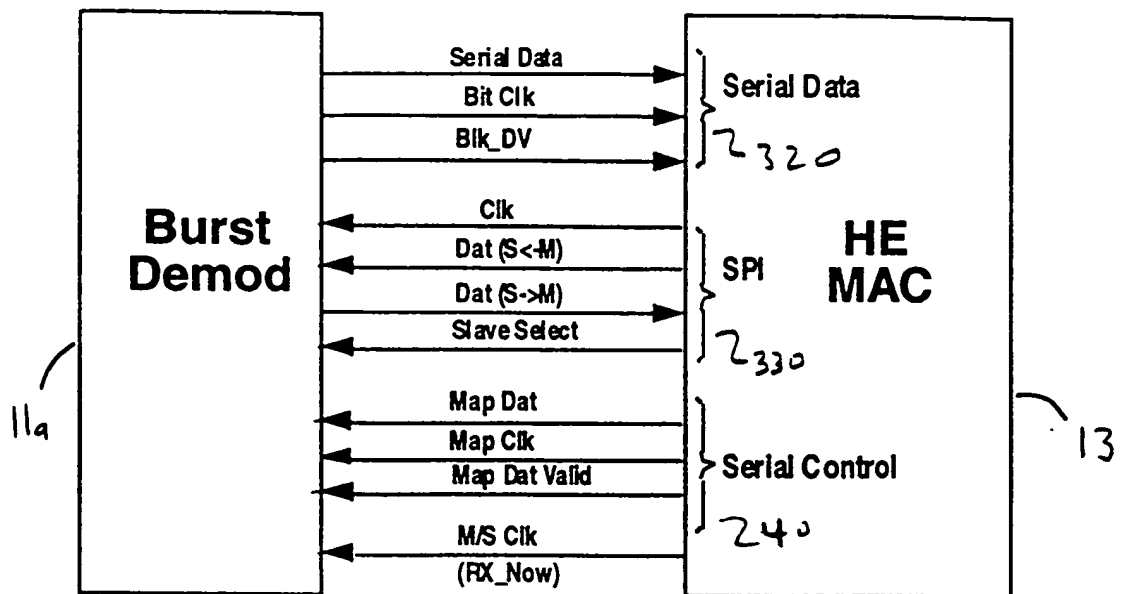 Serial Data
Bit Clk
Blk_DV
Serial Data
320
Clk
Dat (S<-M)
Dat (S->M)
Slave Select
SPI
330
Burst
Demod
HE
MAC
Map Dat
Map Clk
Map Dat Valid
Serial Control
240
M/S Clk
(RX_Now)
11a
13